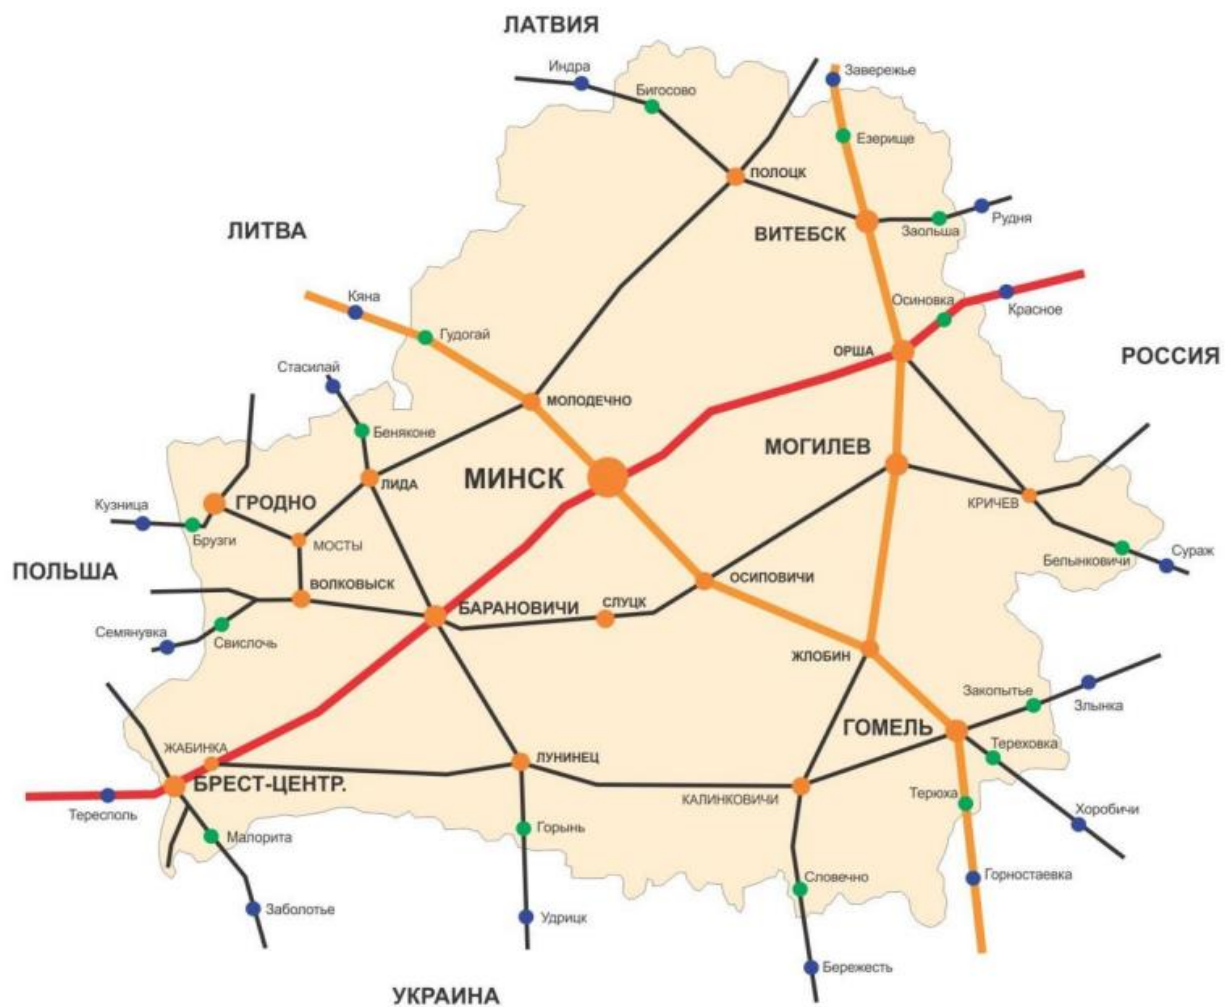 ЛАТВИЯ
Индра
Бигосово
Завережье
Езерище
ПОЛОЦК
ЛИТВА
ВИТЕБСК
Заольша
Рудня
Кяна
Гудогай
Осиновка
Красное
Стасилай
ОРША
РОССИЯ
МОЛОДЕЧНО
Беняконе
МОГИЛЕВ
МИНСК
ЛИДА
Кузница
ГРОДНО
КРИЧЕВ
Брузги
МОСТЫ
Белынковичи
Сураж
ПОЛЬША
ВОЛКОВЫСК
ОСИПОВИЧИ
БАРАНОВИЧИ
СЛУЦК
Семянувка
Свислочь
ЖЛОБИН
Закопытье
Злынка
ЖАБИНКА
ГОМЕЛЬ
Тереховка
ЛУНИНЕЦ
БРЕСТ-ЦЕНТР.
КАЛИНКОВИЧИ
Терюха
Тересполь
Хоробичи
Малорита
Горынь
Словечно
Горностаевка
Заболотье
Удрицк
Бережесть
УКРАИНА